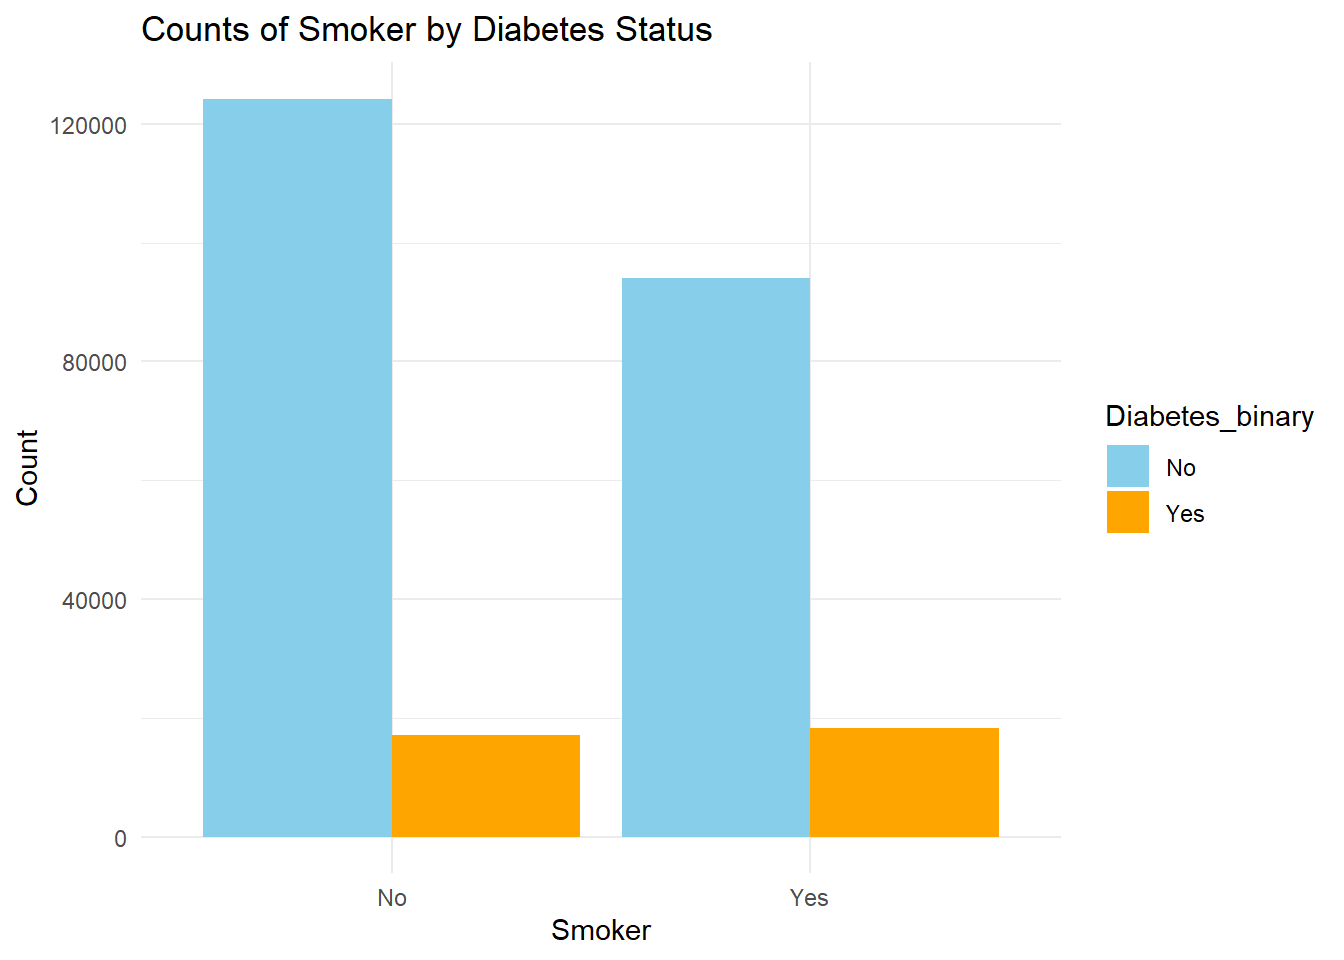 Counts of Smoker by Diabetes Status
120000
80000
40000
0
Count
No
Yes
Smoker
Diabetes_binary
No
Yes